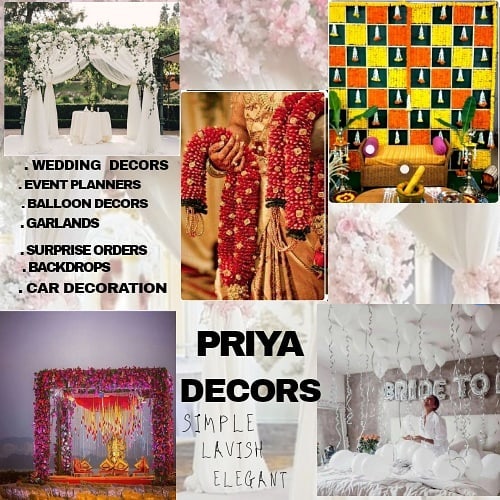 . WEDDING DECORS
. EVENT PLANNERS
. BALLOON DECORS
. GARLANDS
. SURPRISE ORDERS
. BACKDROPS
. CAR DECORATION
PRIYA
DECORS
SIMPLE
LAVISH
ELEGANT
BRIDE TO